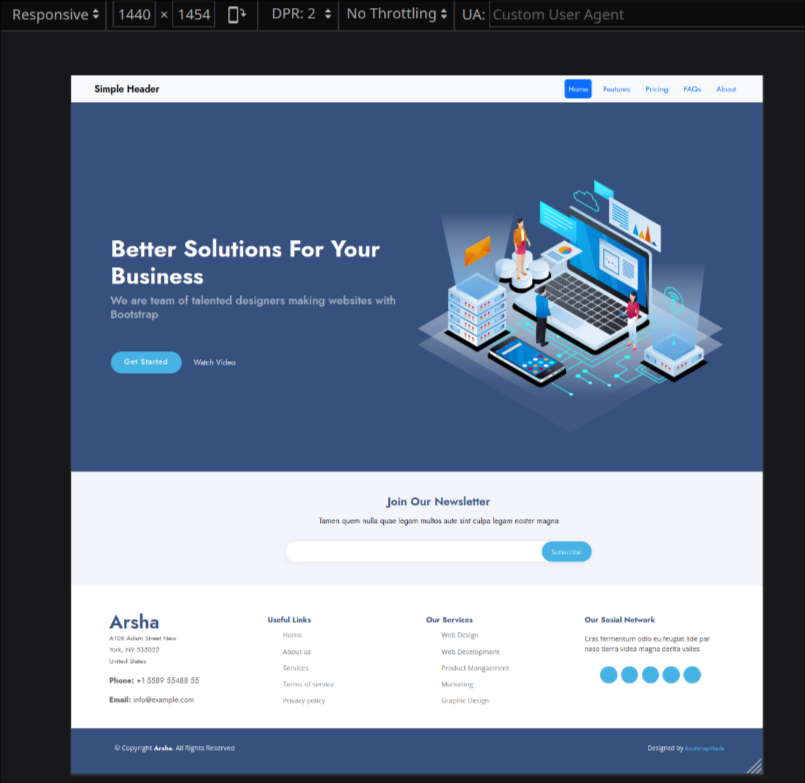 Responsive 1440 × 1454 DPR: 2 No Throttling UA: Custom User Agent
Simple Header Home Features Pricing FAQs About
Better Solutions For Your
Business
We are team of talented designers making websites with
Bootstrap
Get Started Watch Video
Join Our Newsletter
Tamen quem nulla quae legam multos aute sint culpa legam noster magna
Subscribe
Arsha
A108 Adam Street New
York, NY 535022
United States
Phone: +1 5589 55488 55
Email: info@example.com
Useful Links
Home
About us
Services
Terms of service
Privacy policy
Our Services
Web Design
Web Development
Product Mangaement
Marketing
Graphic Design
Our Sosial Network
Cras fermentum odio eu feugiat lide par
naso tierra videa magna derita valies
© Copyright Arsha. All Rights Reserved
Designed by BootstrapMade